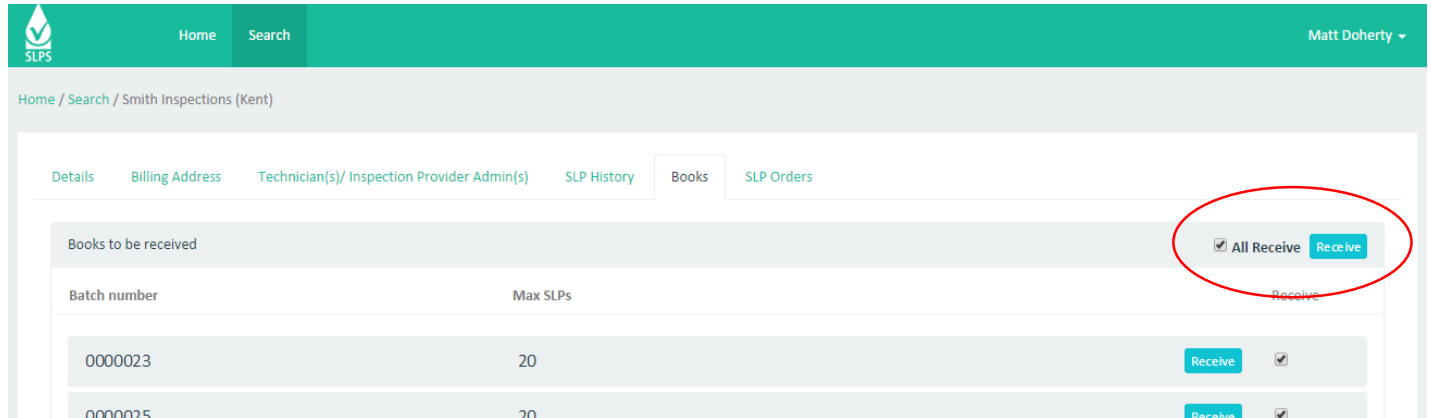 SLPS
Home Search Matt Doherty
Home / Search / Smith Inspections (Kent)
Details Billing Address Technician(s)/ Inspection Provider Admin(s) SLP History Books SLP Orders
Books to be received All Receive Receive
Batch number Max SLPs Receive
0000023 20 Receive
0000025 20 Receive